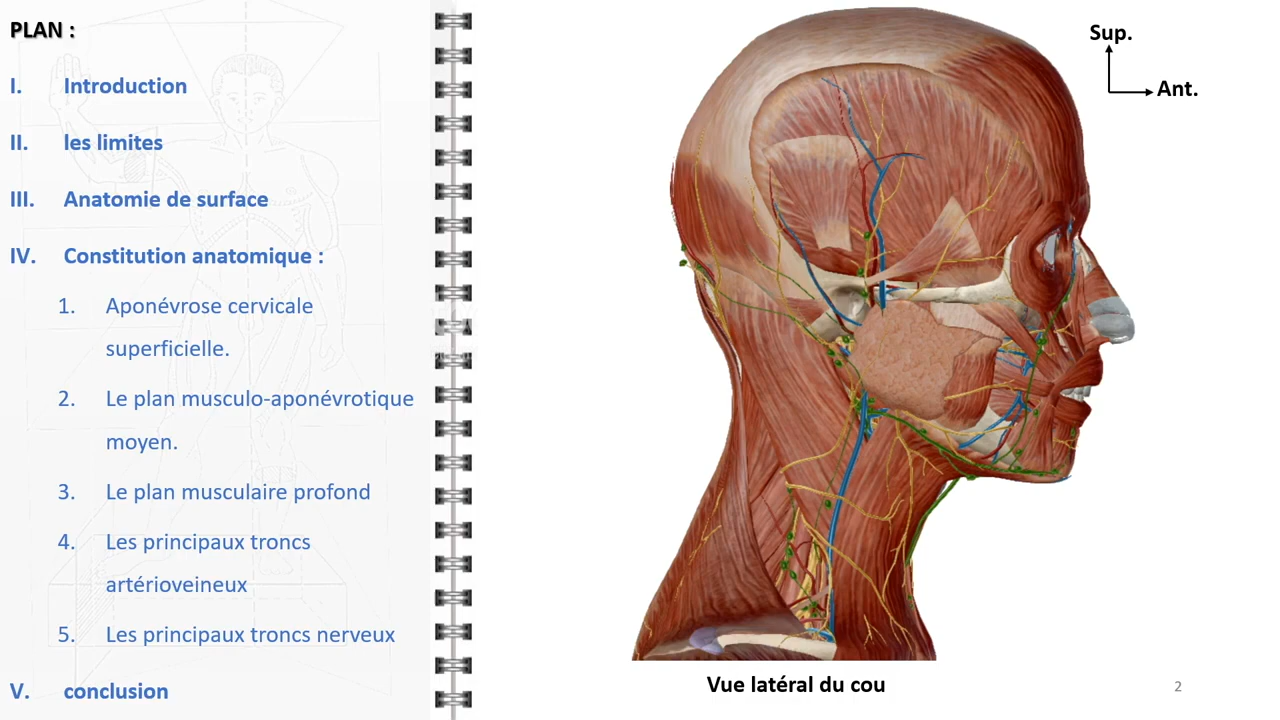 PLAN :
I. Introduction
II. les limites
III. Anatomie de surface
IV. Constitution anatomique :
1. Aponévrose cervicale
superficielle.
2. Le plan musculo-aponévrotique
moyen.
3. Le plan musculaire profond
4. Les principaux troncs
artérioveineux
5. Les principaux troncs nerveux
V. conclusion
Sup.
Ant.
Vue latéral du cou
2